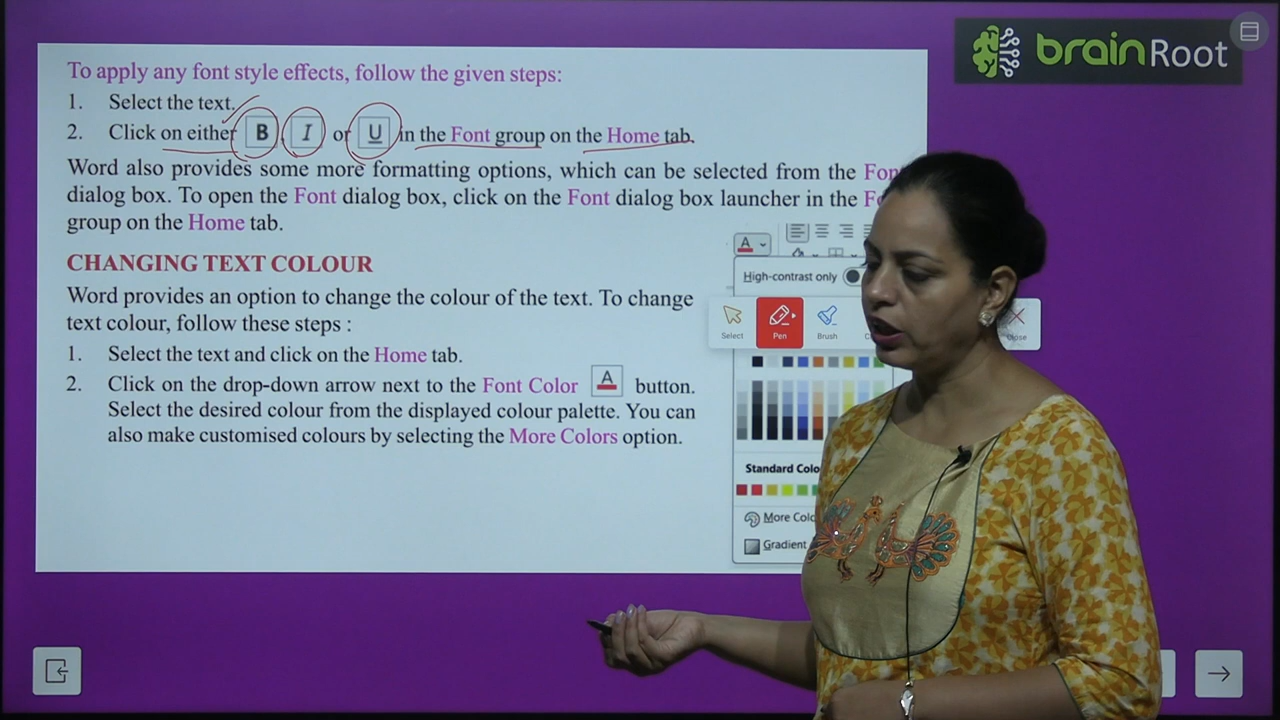 brainRoot
To apply any font style effects, follow the given steps:
1. Select the text.
2. Click on either B I or U in the Font group on the Home tab.
Word also provides some more formatting options, which can be selected from the
dialog box. To open the Font dialog box, click on the Font dialog box launcher in the
group on the Home tab.
CHANGING TEXT COLOUR
Word provides an option to change the colour of the text. To change
text colour, follow these steps :
1. Select the text and click on the Home tab.
2. Click on the drop-down arrow next to the Font Color A button.
Select the desired colour from the displayed colour palette. You can
also make customised colours by selecting the More Colors option.
A
High-contrast only
Select Pen Brush
Standard
More
Gradient